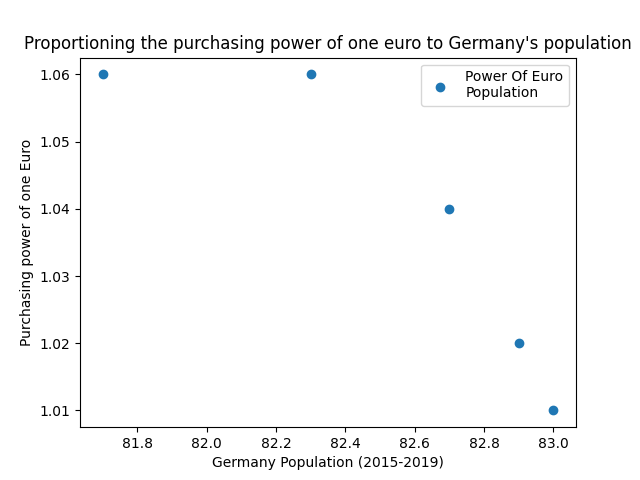 Proportioning the purchasing power of one euro to Germany's population
Power Of Euro
Population
Purchasing power of one Euro
1.06
1.05
1.04
1.03
1.02
1.01
81.8 82.0 82.2 82.4 82.6 82.8 83.0
Germany Population (2015-2019)